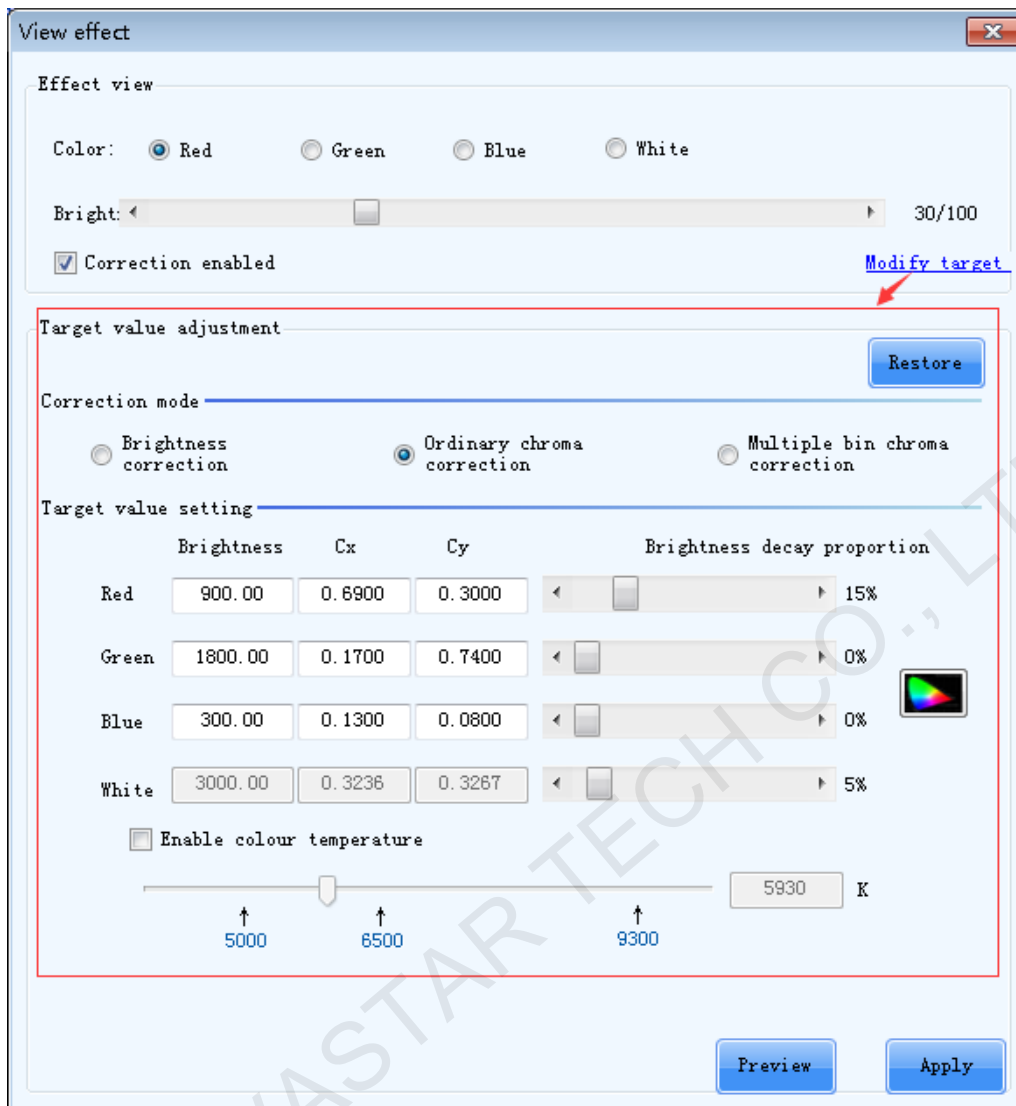 View effect
Effect view
Color: Red Green Blue White
Bright: 30/100
Correction enabled Modify target
Target value adjustment
Restore
Correction mode
Brightness correction Ordinary chroma correction Multiple bin chroma correction
Target value setting
Brightness Cx Cy Brightness decay proportion
Red 900.00 0.6900 0.3000 15%
Green 1800.00 0.1700 0.7400 0%
Blue 300.00 0.1300 0.0800 0%
White 3000.00 0.3236 0.3267 5%
Enable colour temperature
5930 K
5000 6500 9300
Preview Apply
VASTAR TECH CO., LT